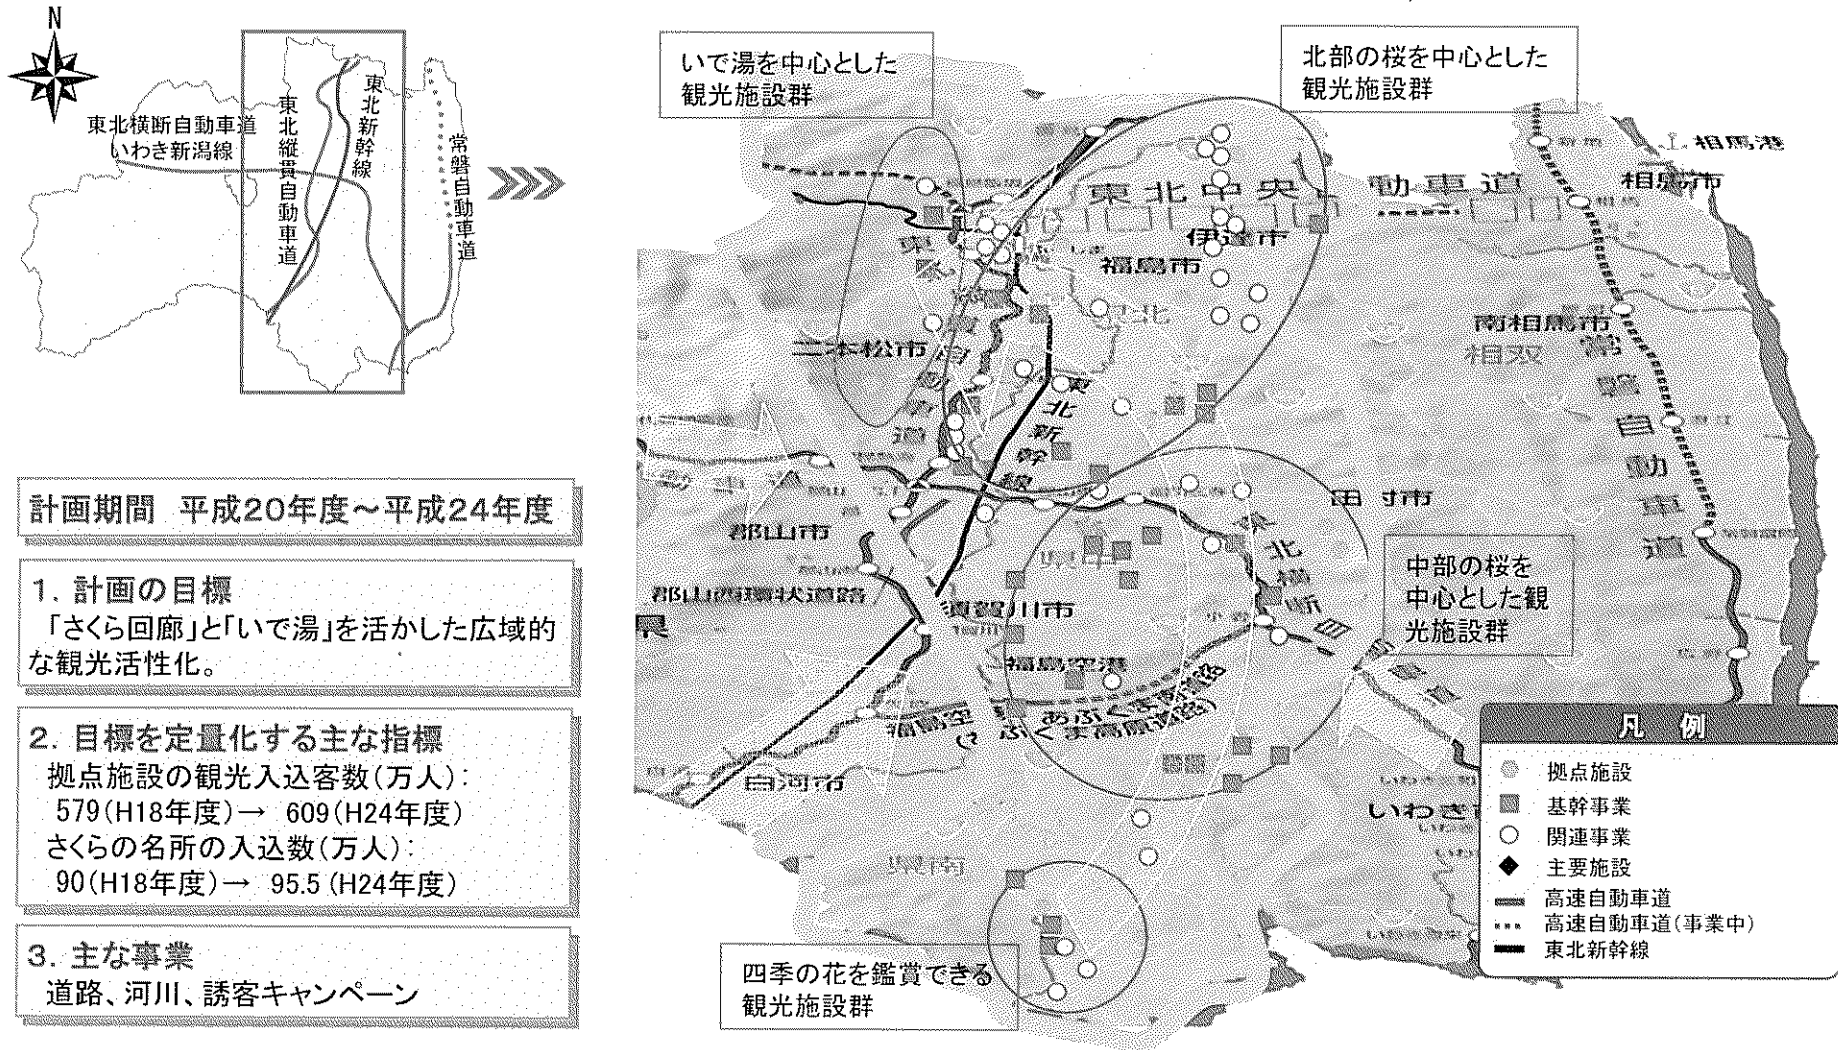 N
東北横断自動車道
いわき新潟線
東北縦貫自動車道
東北新幹線
常磐自動車道
計画期間 平成20年度～平成24年度
1. 計画の目標
「さくら回廊」と「いで湯」を活かした広域的
な観光活性化。
2. 目標を定量化する主な指標
拠点施設の観光入込客数(万人):
579(H18年度)→ 609(H24年度)
さくらの名所の入込数(万人):
90(H18年度)→ 95.5(H24年度)
3. 主な事業
道路、河川、誘客キャンペーン
いで湯を中心とした
観光施設群
北部の桜を中心とした
観光施設群
相馬港
相馬市
東北中央
動車道
伊達市
福島市
県北
南相馬市
相双
二本松市
東北新幹線
常磐自動車道
田村市
郡山市
県中
郡山西環状道路
須賀川市
福島空港
中部の桜を
中心とした観
光施設群
白河市
県南
四季の花を鑑賞できる
観光施設群
凡 例
拠点施設
基幹事業
関連事業
主要施設
高速自動車道
高速自動車道(事業中)
東北新幹線